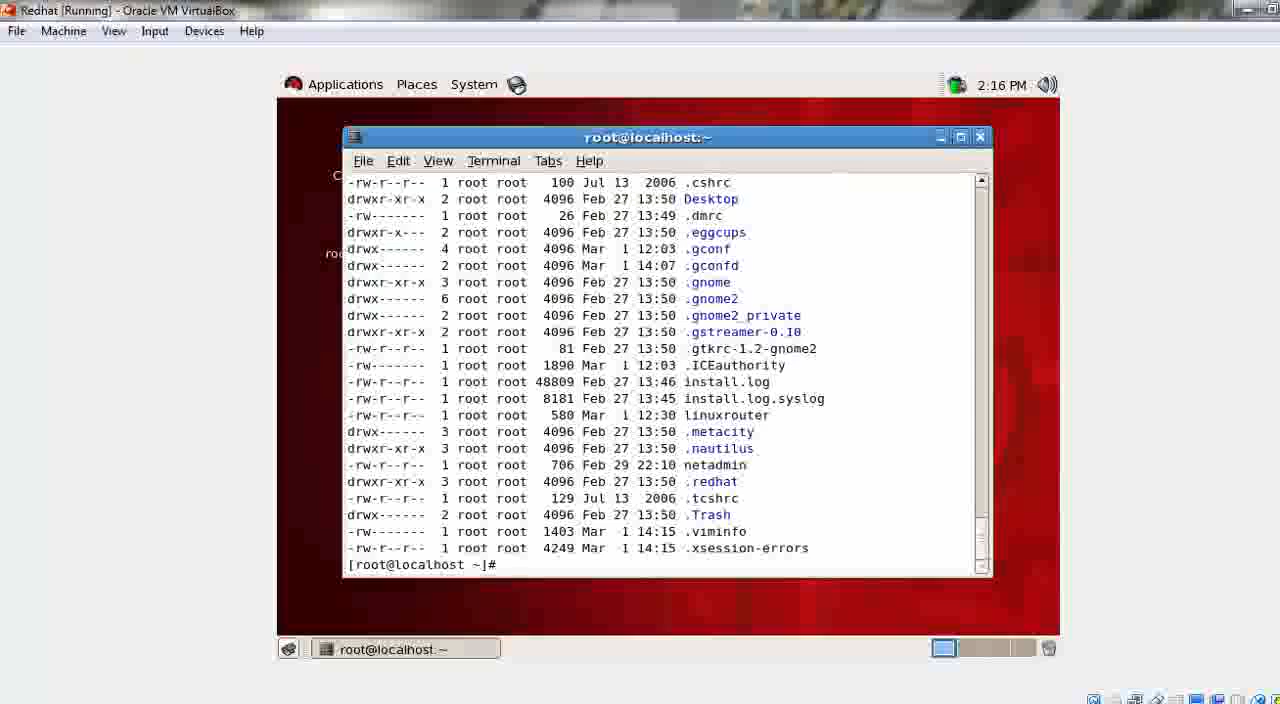 Redhat [Running] - Oracle VM VirtualBox
File Machine View Input Devices Help
Applications Places System 2:16 PM
root@localhost:~
File Edit View Terminal Tabs Help
-rw-r--r-- 1 root root 100 Jul 13 2006 .cshrc
drwxr-xr-x 2 root root 4096 Feb 27 13:50 Desktop
-rw------- 1 root root 26 Feb 27 13:49 .dmrc
drwxr-x--- 2 root root 4096 Feb 27 13:50 .eggcups
drwx------ 4 root root 4096 Mar 1 12:03 .gconf
drwx------ 2 root root 4096 Mar 1 14:07 .gconfd
drwxr-xr-x 3 root root 4096 Feb 27 13:50 .gnome
drwx------ 6 root root 4096 Feb 27 13:50 .gnome2
drwx------ 2 root root 4096 Feb 27 13:50 .gnome2_private
drwxr-xr-x 2 root root 4096 Feb 27 13:50 .gstreamer-0.10
-rw-r--r-- 1 root root 81 Feb 27 13:50 .gtkrc-1.2-gnome2
-rw------- 1 root root 1890 Mar 1 12:03 .ICEauthority
-rw-r--r-- 1 root root 48809 Feb 27 13:46 install.log
-rw-r--r-- 1 root root 8181 Feb 27 13:45 install.log.syslog
-rw-r--r-- 1 root root 580 Mar 1 12:30 linuxrouter
drwx------ 3 root root 4096 Feb 27 13:50 .metacity
drwxr-xr-x 3 root root 4096 Feb 27 13:50 .nautilus
-rw-r--r-- 1 root root 706 Feb 29 22:10 netadmin
drwxr-xr-x 3 root root 4096 Feb 27 13:50 .redhat
-rw-r--r-- 1 root root 129 Jul 13 2006 .tcshrc
drwx------ 2 root root 4096 Feb 27 13:50 .Trash
-rw------- 1 root root 1403 Mar 1 14:15 .viminfo
-rw-r--r-- 1 root root 4249 Mar 1 14:15 .xsession-errors
[root@localhost ~]#
root@localhost:~